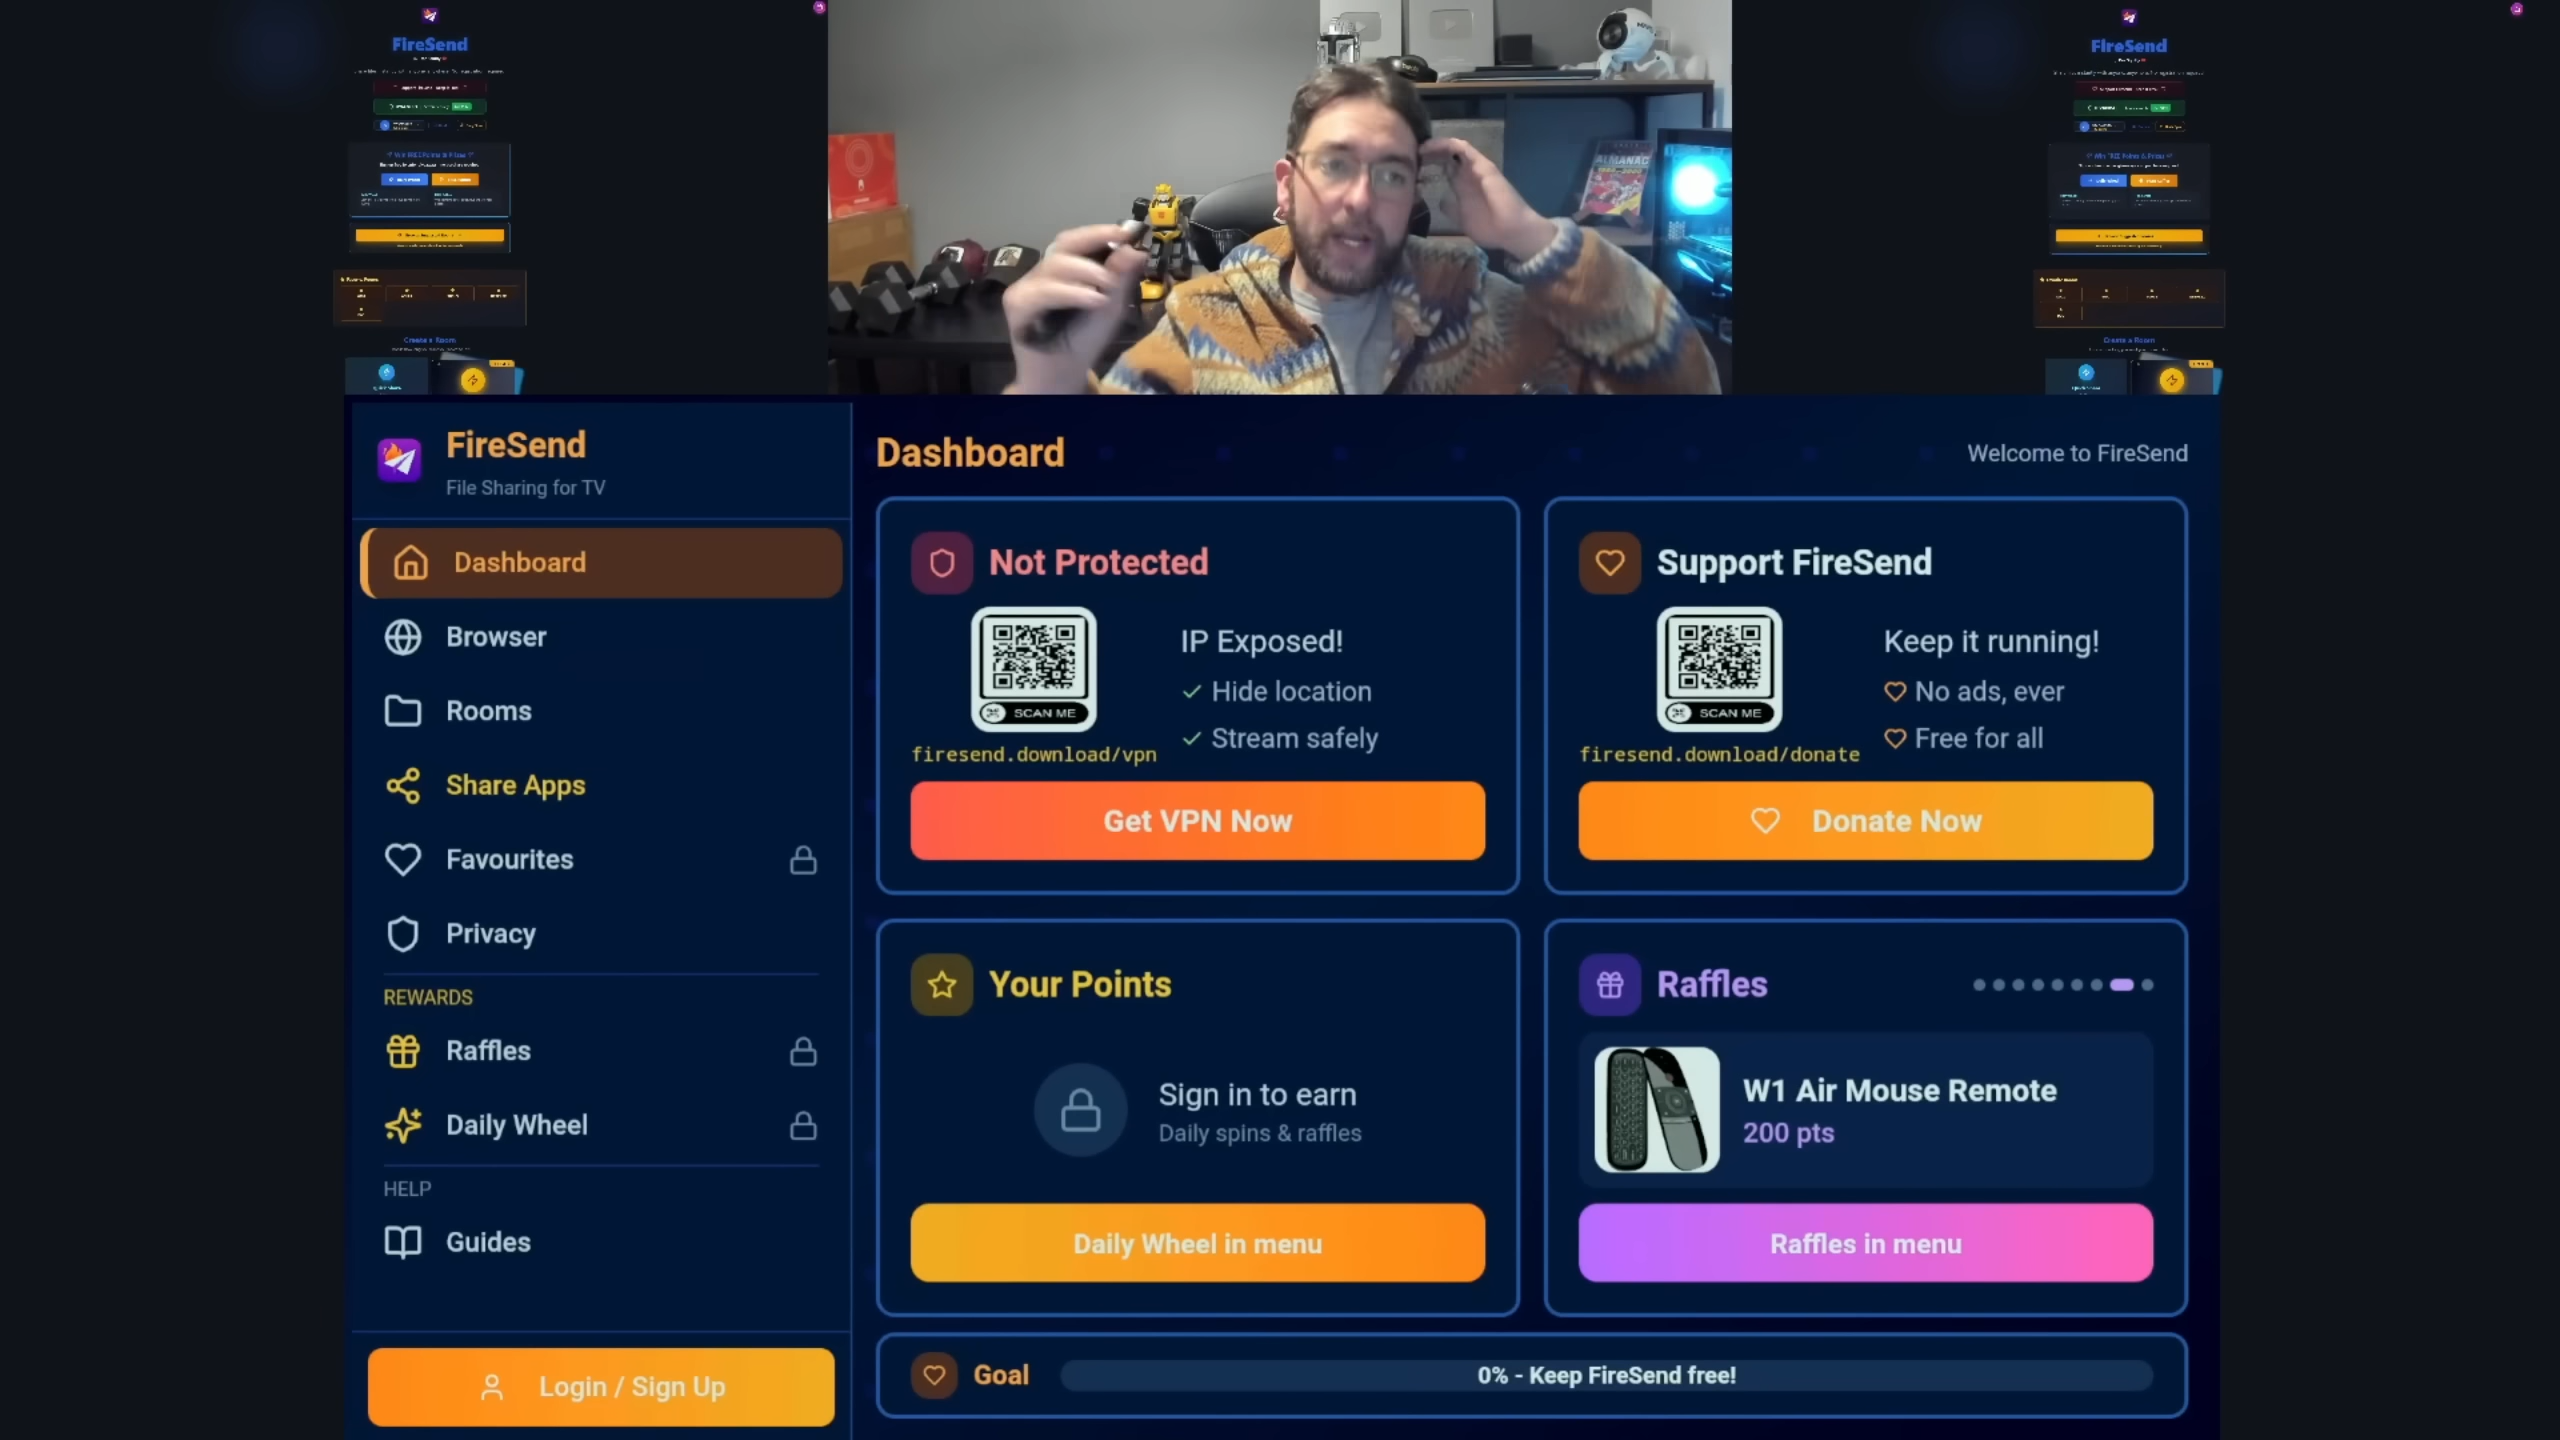 FireSend
FireSend
Create a Room
Create a Room
ALMANAC
FireSend
File Sharing for TV
Dashboard
Browser
Rooms
Share Apps
Favourites
Privacy
REWARDS
Raffles
Daily Wheel
HELP
Guides
Login / Sign Up
Dashboard
Welcome to FireSend
Not Protected
SCAN ME
firesend.download/vpn
IP Exposed!
Hide location
Stream safely
Get VPN Now
Support FireSend
SCAN ME
firesend.download/donate
Keep it running!
No ads, ever
Free for all
Donate Now
Your Points
Sign in to earn
Daily spins & raffles
Daily Wheel in menu
Raffles
W1 Air Mouse Remote
200 pts
Raffles in menu
Goal
0% - Keep FireSend free!